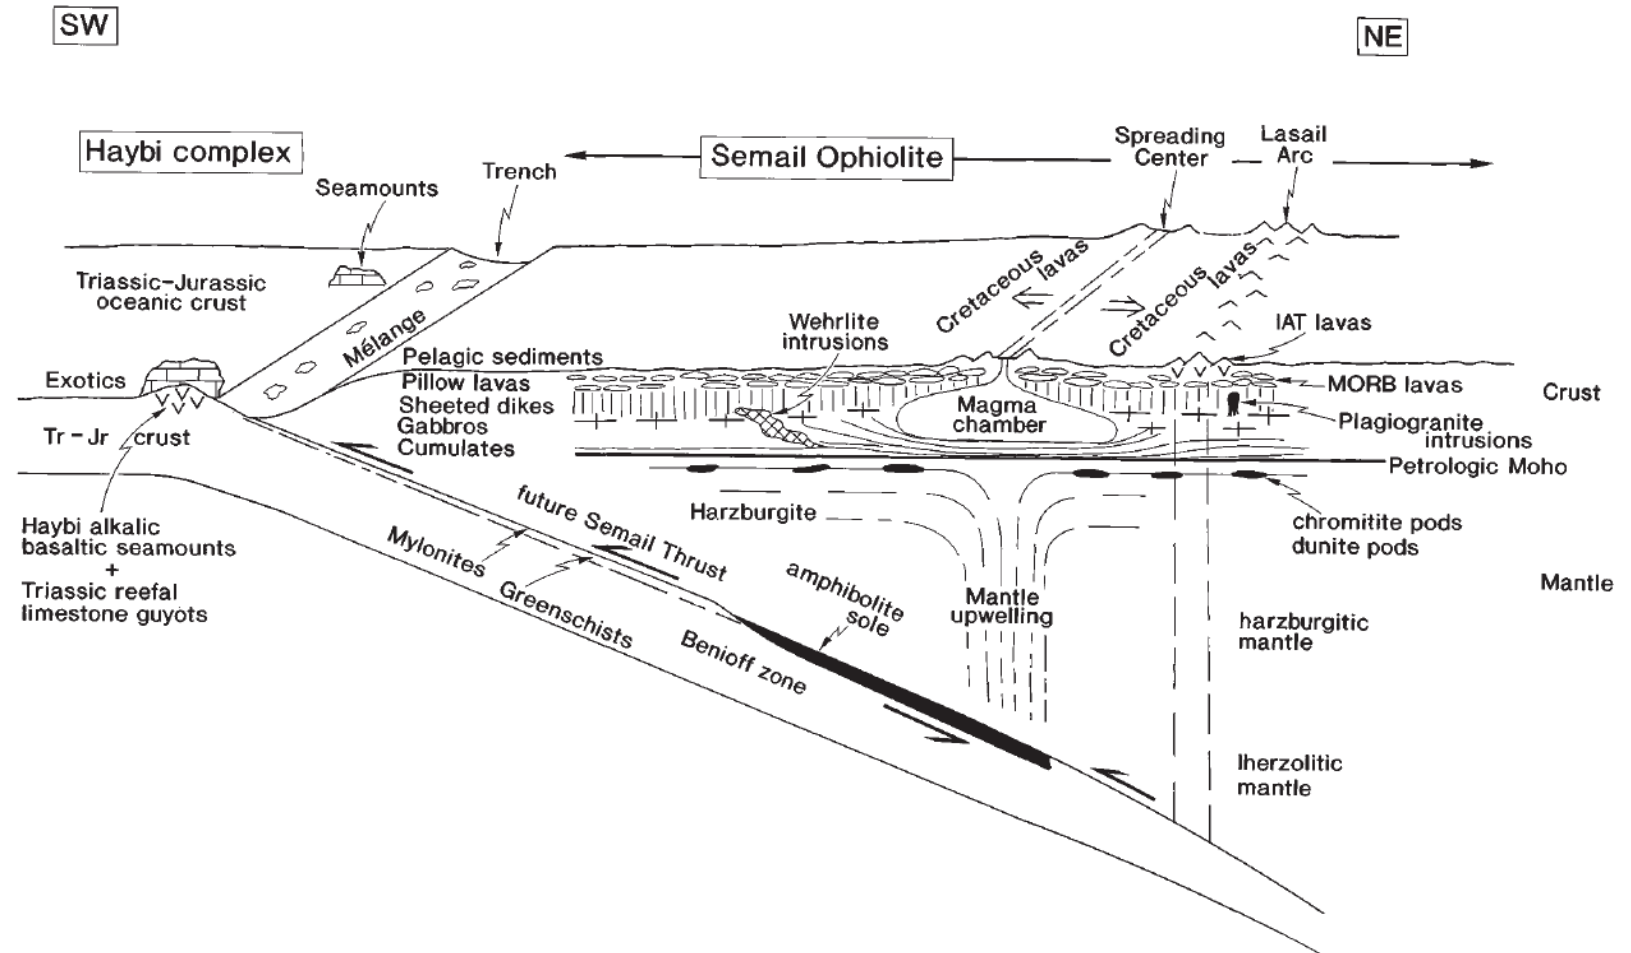 SW
NE
Haybi complex
Semail Ophiolite
Spreading
Center
Lasail
Arc
Seamounts
Trench
Triassic-Jurassic
oceanic crust
Mélange
Cretaceous
lavas
Cretaceous
lavas
Wehrlite
intrusions
IAT lavas
Exotics
Pelagic sediments
Pillow lavas
Sheeted dikes
Gabbros
Cumulates
Magma
chamber
MORB lavas
Crust
Plagiogranite
intrusions
Petrologic Moho
Tr-Jr crust
Haybi alkalic
basaltic seamounts
+
Triassic reefal
limestone guyots
Mylonites
future Semail Thrust
Greenschists
Harzburgite
chromitite pods
dunite pods
Mantle
amphibolite
sole
Benioff zone
Mantle
upwelling
harzburgitic
mantle
lherzolitic
mantle